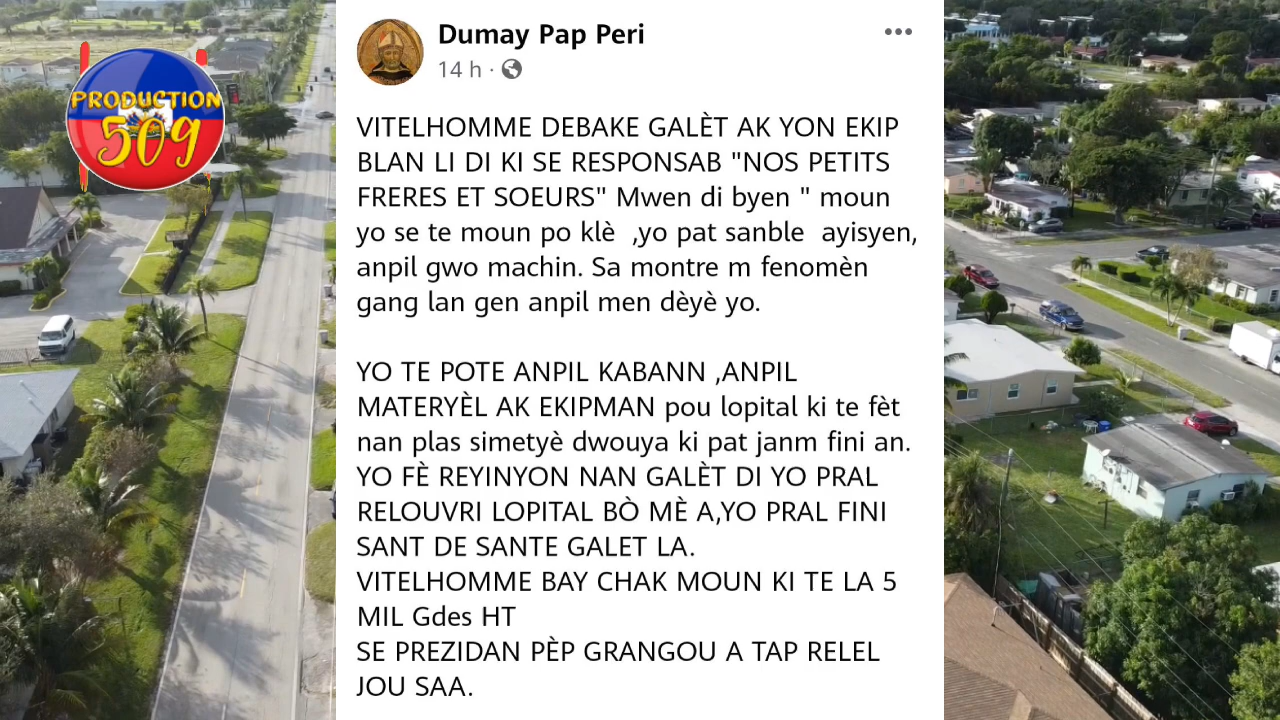 PRODUCTION
509
Dumay Pap Peri
14 h ·
VITELHOMME DEBAKE GALÈT AK YON EKIP
BLAN LI DI KI SE RESPONSAB "NOS PETITS
FRERES ET SOEURS" Mwen di byen " moun
yo se te moun po klè ,yo pat sanble ayisyen,
anpil gwo machin. Sa montre m fenomèn
gang lan gen anpil men dèyè yo.
YO TE POTE ANPIL KABANN ,ANPIL
MATERYÈL AK EKIPMAN pou lopital ki te fèt
nan plas simetyè dwouya ki pat janm fini an.
YO FÈ REYINYON NAN GALÈT DI YO PRAL
RELOUVRI LOPITAL BÒ MÈ A,YO PRAL FINI
SANT DE SANTE GALET LA.
VITELHOMME BAY CHAK MOUN KI TE LA 5
MIL Gdes HT
SE PREZIDAN PÈP GRANGOU A TAP RELEL
JOU SAA.